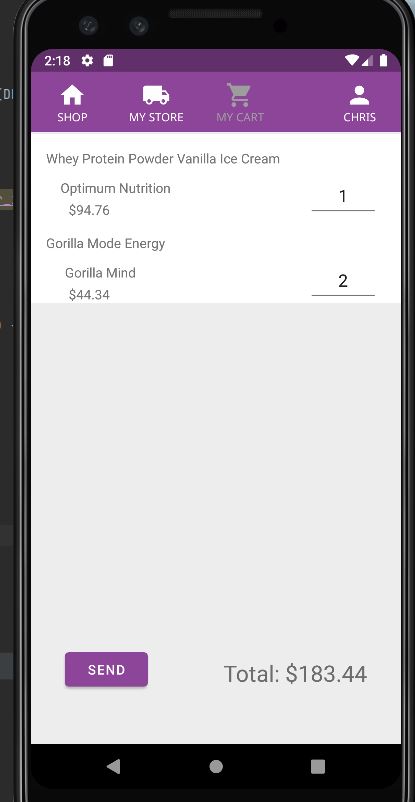 2:18
SHOP
MY STORE
MY CART
CHRIS
Whey Protein Powder Vanilla Ice Cream
Optimum Nutrition
1
$94.76
Gorilla Mode Energy
Gorilla Mind
2
$44.34
SEND
Total: $183.44